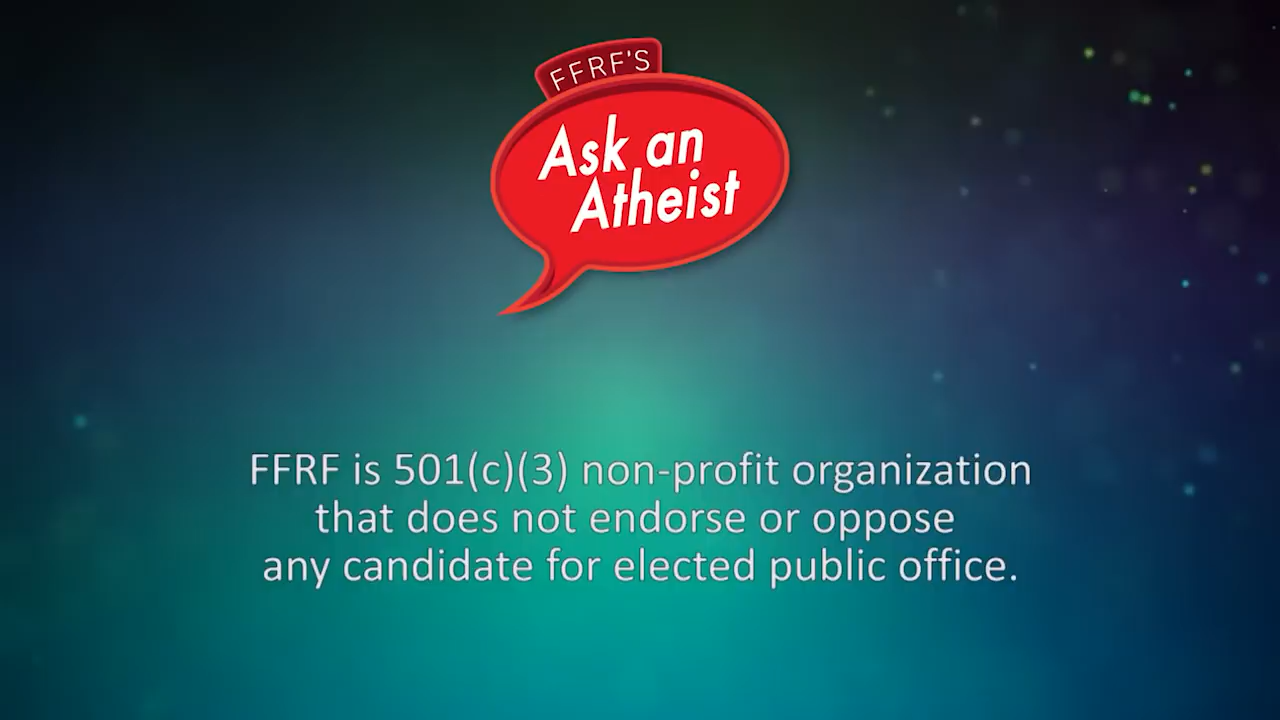 FFRF'S
Ask an
Atheist
FFRF is 501(c)(3) non-profit organization
that does not endorse or oppose
any candidate for elected public office.